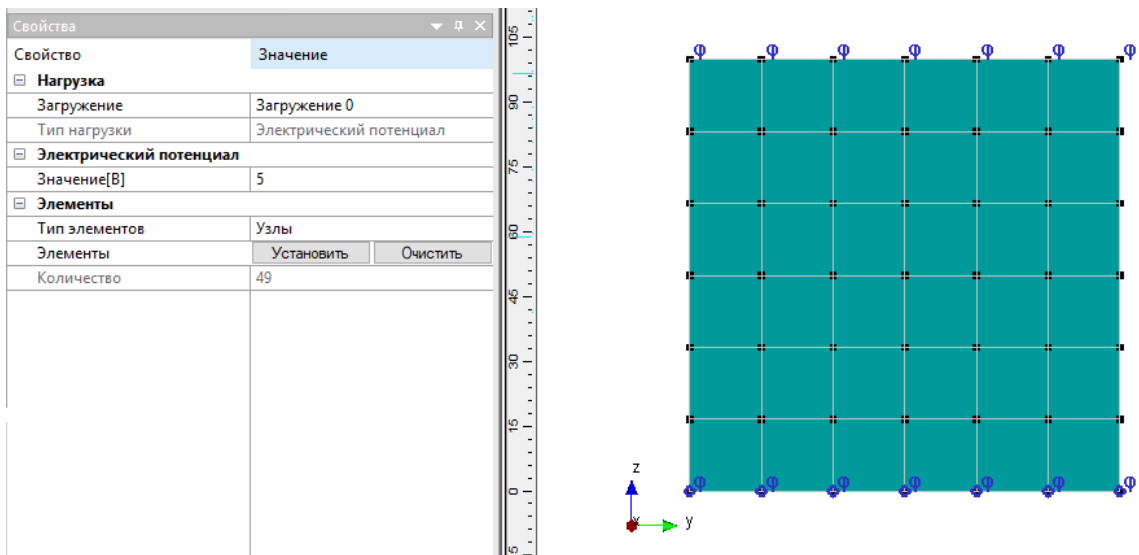 Свойства
Свойство Значение
Нагрузка
Загружение Загружение 0
Тип нагрузки Электрический потенциал
Электрический потенциал
Значение[В] 5
Элементы
Тип элементов Узлы
Элементы Установить Очистить
Количество 49
105
90
75
60
45
30
15
0
φ φ φ φ φ φ φ
φ φ φ φ φ φ φ
z
x y